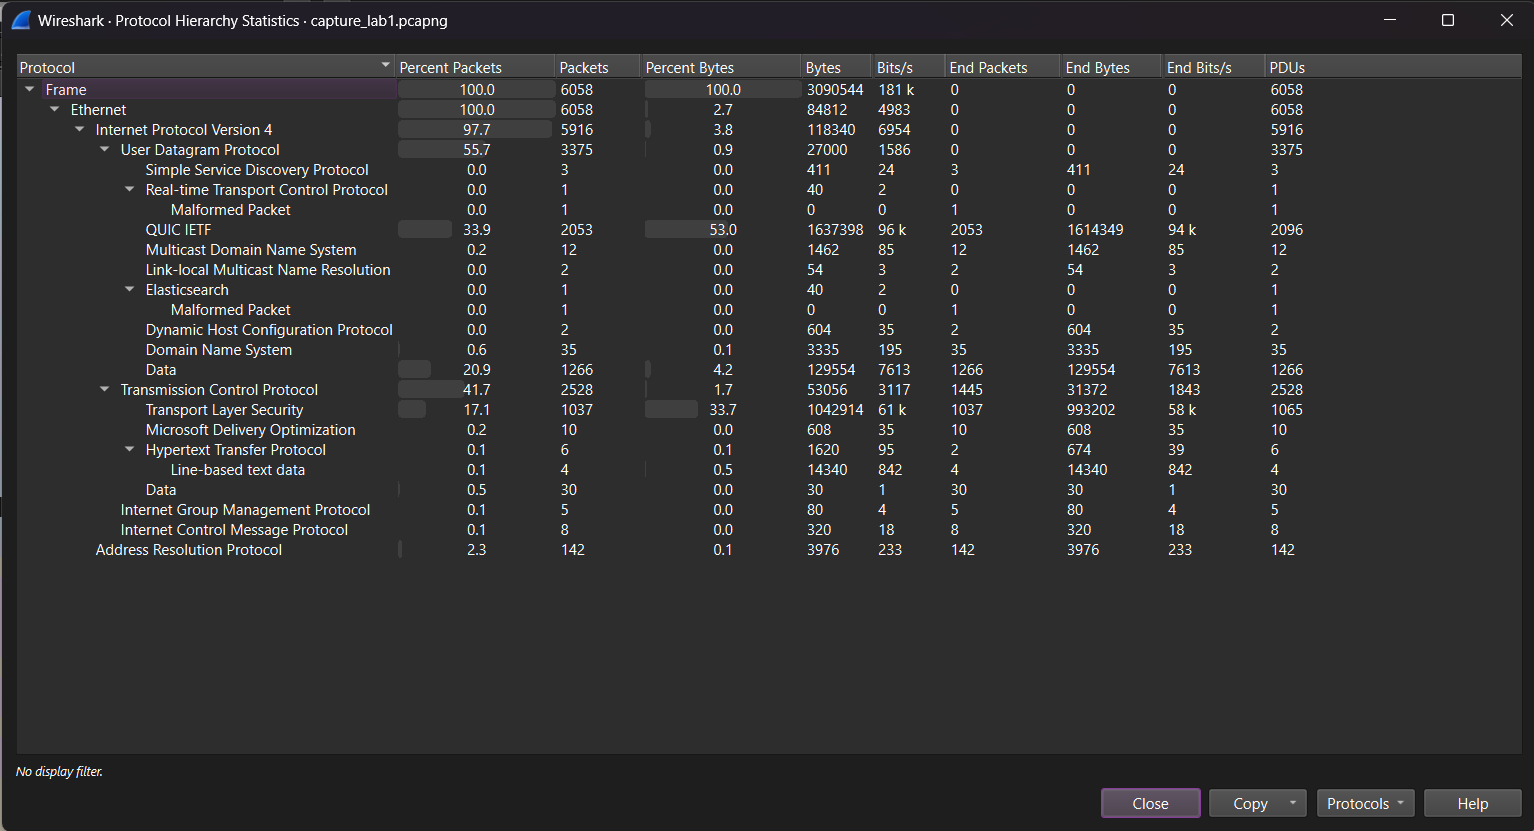 Wireshark · Protocol Hierarchy Statistics · capture_lab1.pcapng
Protocol Percent Packets Packets Percent Bytes Bytes Bits/s End Packets End Bytes End Bits/s PDUs
Frame 100.0 6058 100.0 3090544 181 k 0 0 0 6058
Ethernet 100.0 6058 2.7 84812 4983 0 0 0 6058
Internet Protocol Version 4 97.7 5916 3.8 118340 6954 0 0 0 5916
User Datagram Protocol 55.7 3375 0.9 27000 1586 0 0 0 3375
Simple Service Discovery Protocol 0.0 3 0.0 411 24 3 411 24 3
Real-time Transport Control Protocol 0.0 1 0.0 40 2 0 0 0 1
Malformed Packet 0.0 1 0.0 0 0 1 0 0 1
QUIC IETF 33.9 2053 53.0 1637398 96 k 2053 1614349 94 k 2096
Multicast Domain Name System 0.2 12 0.0 1462 85 12 1462 85 12
Link-local Multicast Name Resolution 0.0 2 0.0 54 3 2 54 3 2
Elasticsearch 0.0 1 0.0 40 2 0 0 0 1
Malformed Packet 0.0 1 0.0 0 0 1 0 0 1
Dynamic Host Configuration Protocol 0.0 2 0.0 604 35 2 604 35 2
Domain Name System 0.6 35 0.1 3335 195 35 3335 195 35
Data 20.9 1266 4.2 129554 7613 1266 129554 7613 1266
Transmission Control Protocol 41.7 2528 1.7 53056 3117 1445 31372 1843 2528
Transport Layer Security 17.1 1037 33.7 1042914 61 k 1037 993202 58 k 1065
Microsoft Delivery Optimization 0.2 10 0.0 608 35 10 608 35 10
Hypertext Transfer Protocol 0.1 6 0.1 1620 95 2 674 39 6
Line-based text data 0.1 4 0.5 14340 842 4 14340 842 4
Data 0.5 30 0.0 30 1 30 30 1 30
Internet Group Management Protocol 0.1 5 0.0 80 4 5 80 4 5
Internet Control Message Protocol 0.1 8 0.0 320 18 8 320 18 8
Address Resolution Protocol 2.3 142 0.1 3976 233 142 3976 233 142
No display filter.
Close Copy Protocols Help